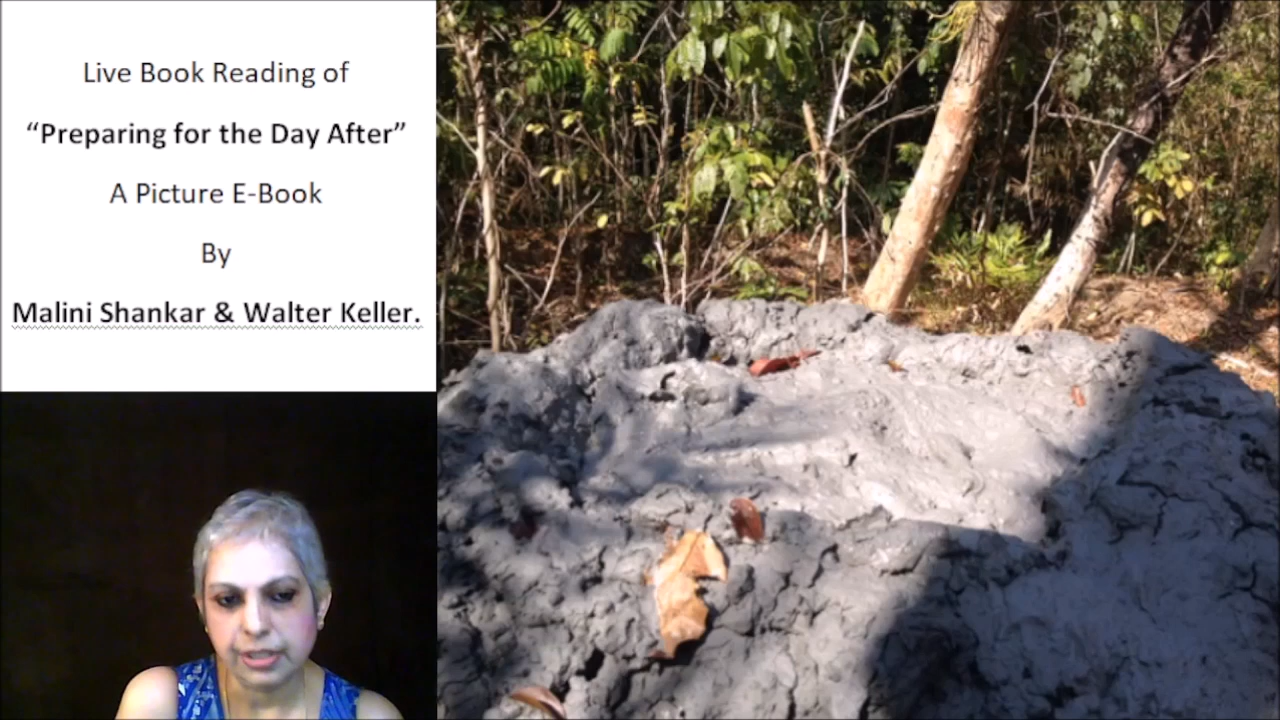 Live Book Reading of
“Preparing for the Day After”
A Picture E-Book
By
Malini Shankar & Walter Keller.